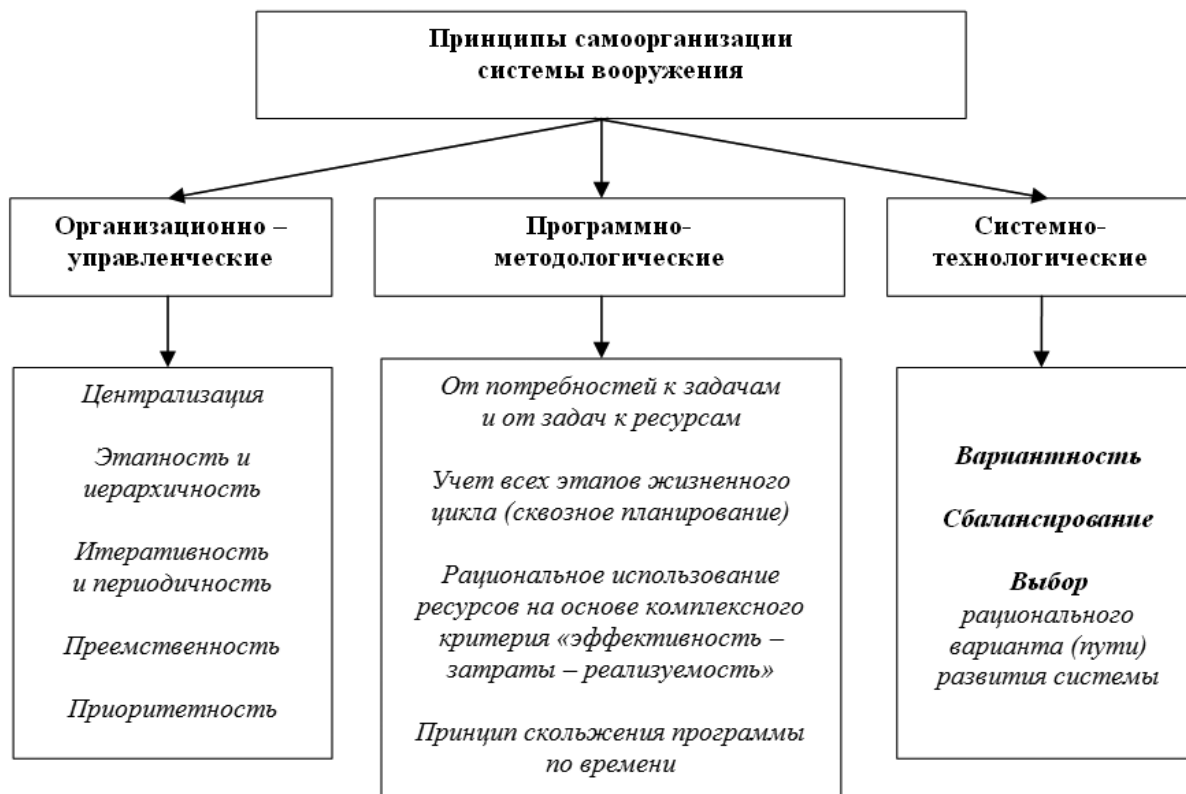 Принципы самоорганизации
системы вооружения
Организационно –
управленческие
Программно-
методологические
Системно-
технологические
Централизация
Этапность и
иерархичность
Итеративность
и периодичность
Преемственность
Приоритетность
От потребностей к задачам
и от задач к ресурсам
Учет всех этапов жизненного
цикла (сквозное планирование)
Рациональное использование
ресурсов на основе комплексного
критерия «эффективность –
затраты – реализуемость»
Принцип скольжения программы
по времени
Вариантность
Сбалансирование
Выбор
рационального
варианта (пути)
развития системы